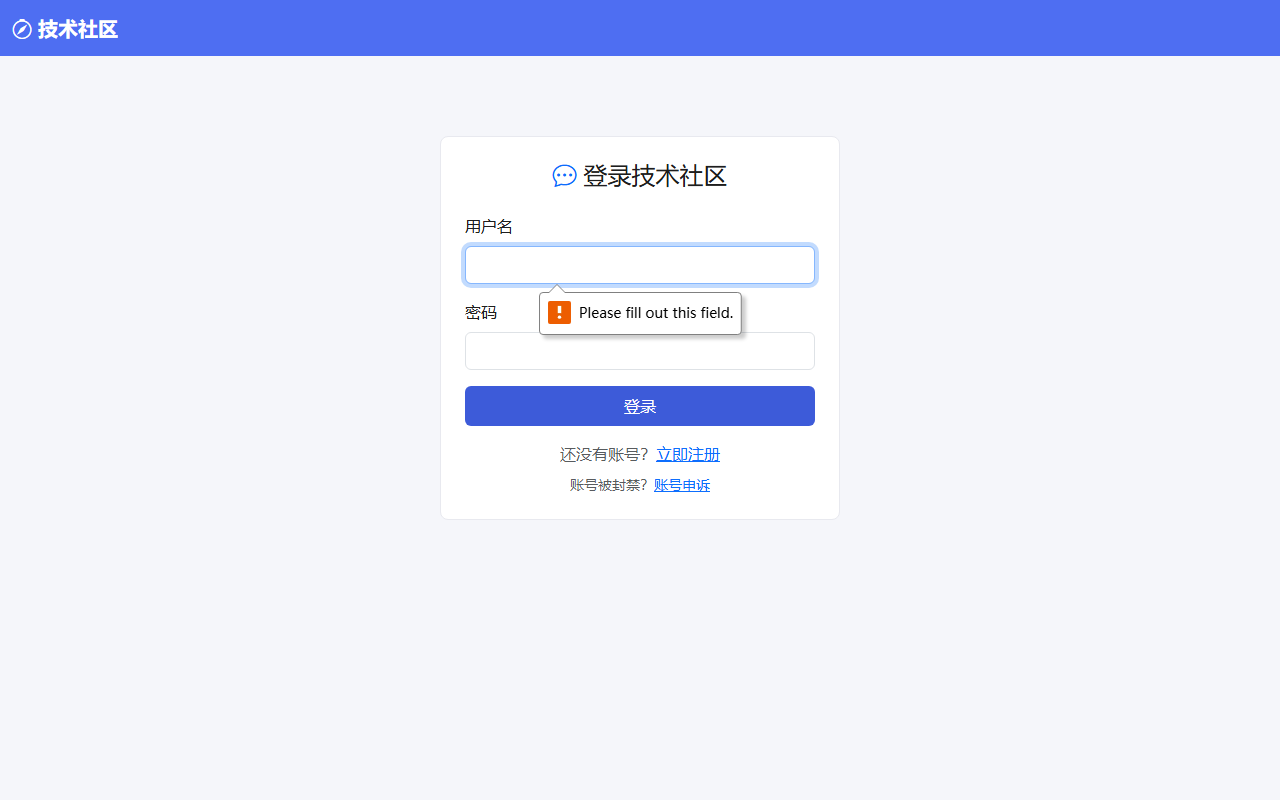 技术社区
登录技术社区
用户名
Please fill out this field.
密码
登录
还没有账号？立即注册
账号被封禁？账号申诉